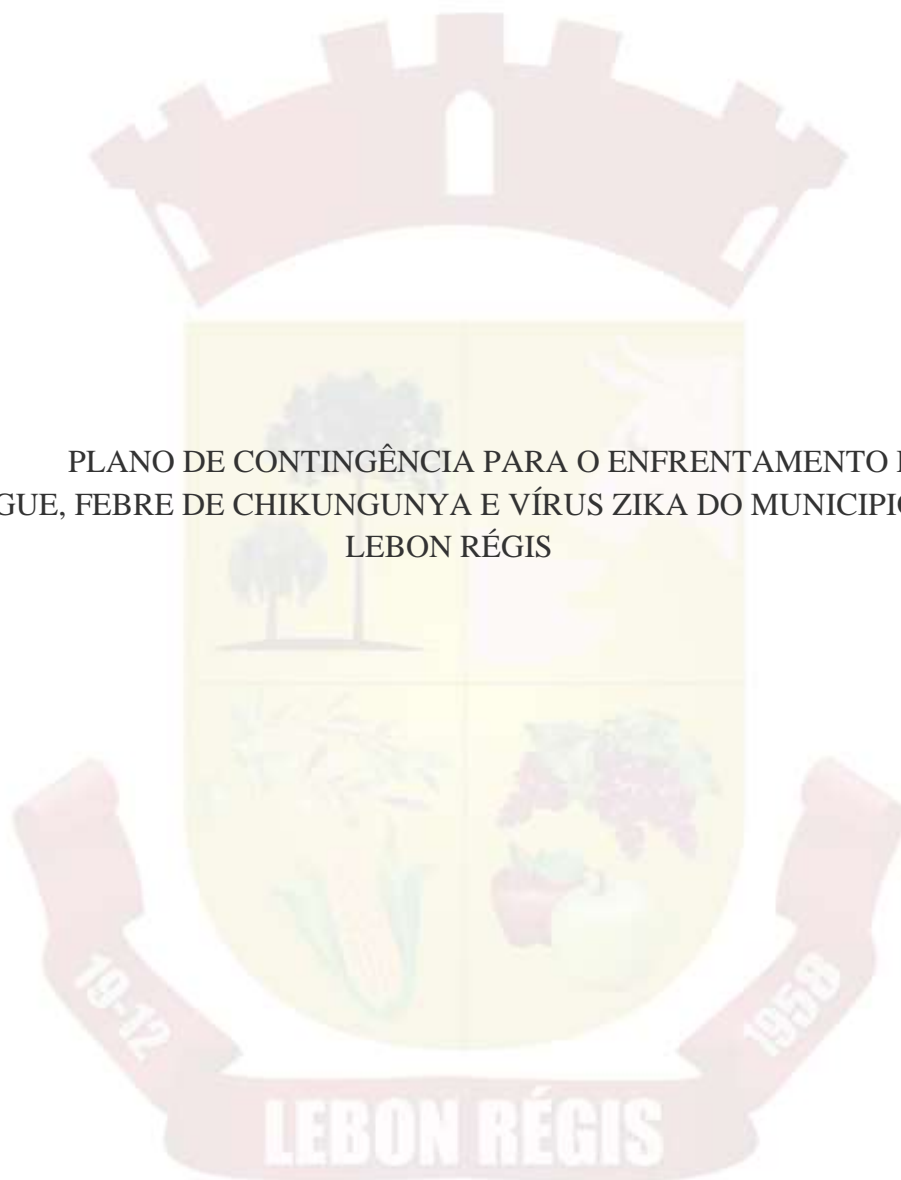 PLANO DE CONTINGÊNCIA PARA O ENFRENTAMENTO
FEBRE DE CHIKUNGUNYA E VÍRUS ZIKA DO MUNICIPIO
LEBON RÉGIS
19-12
1958
LEBON RÉGIS